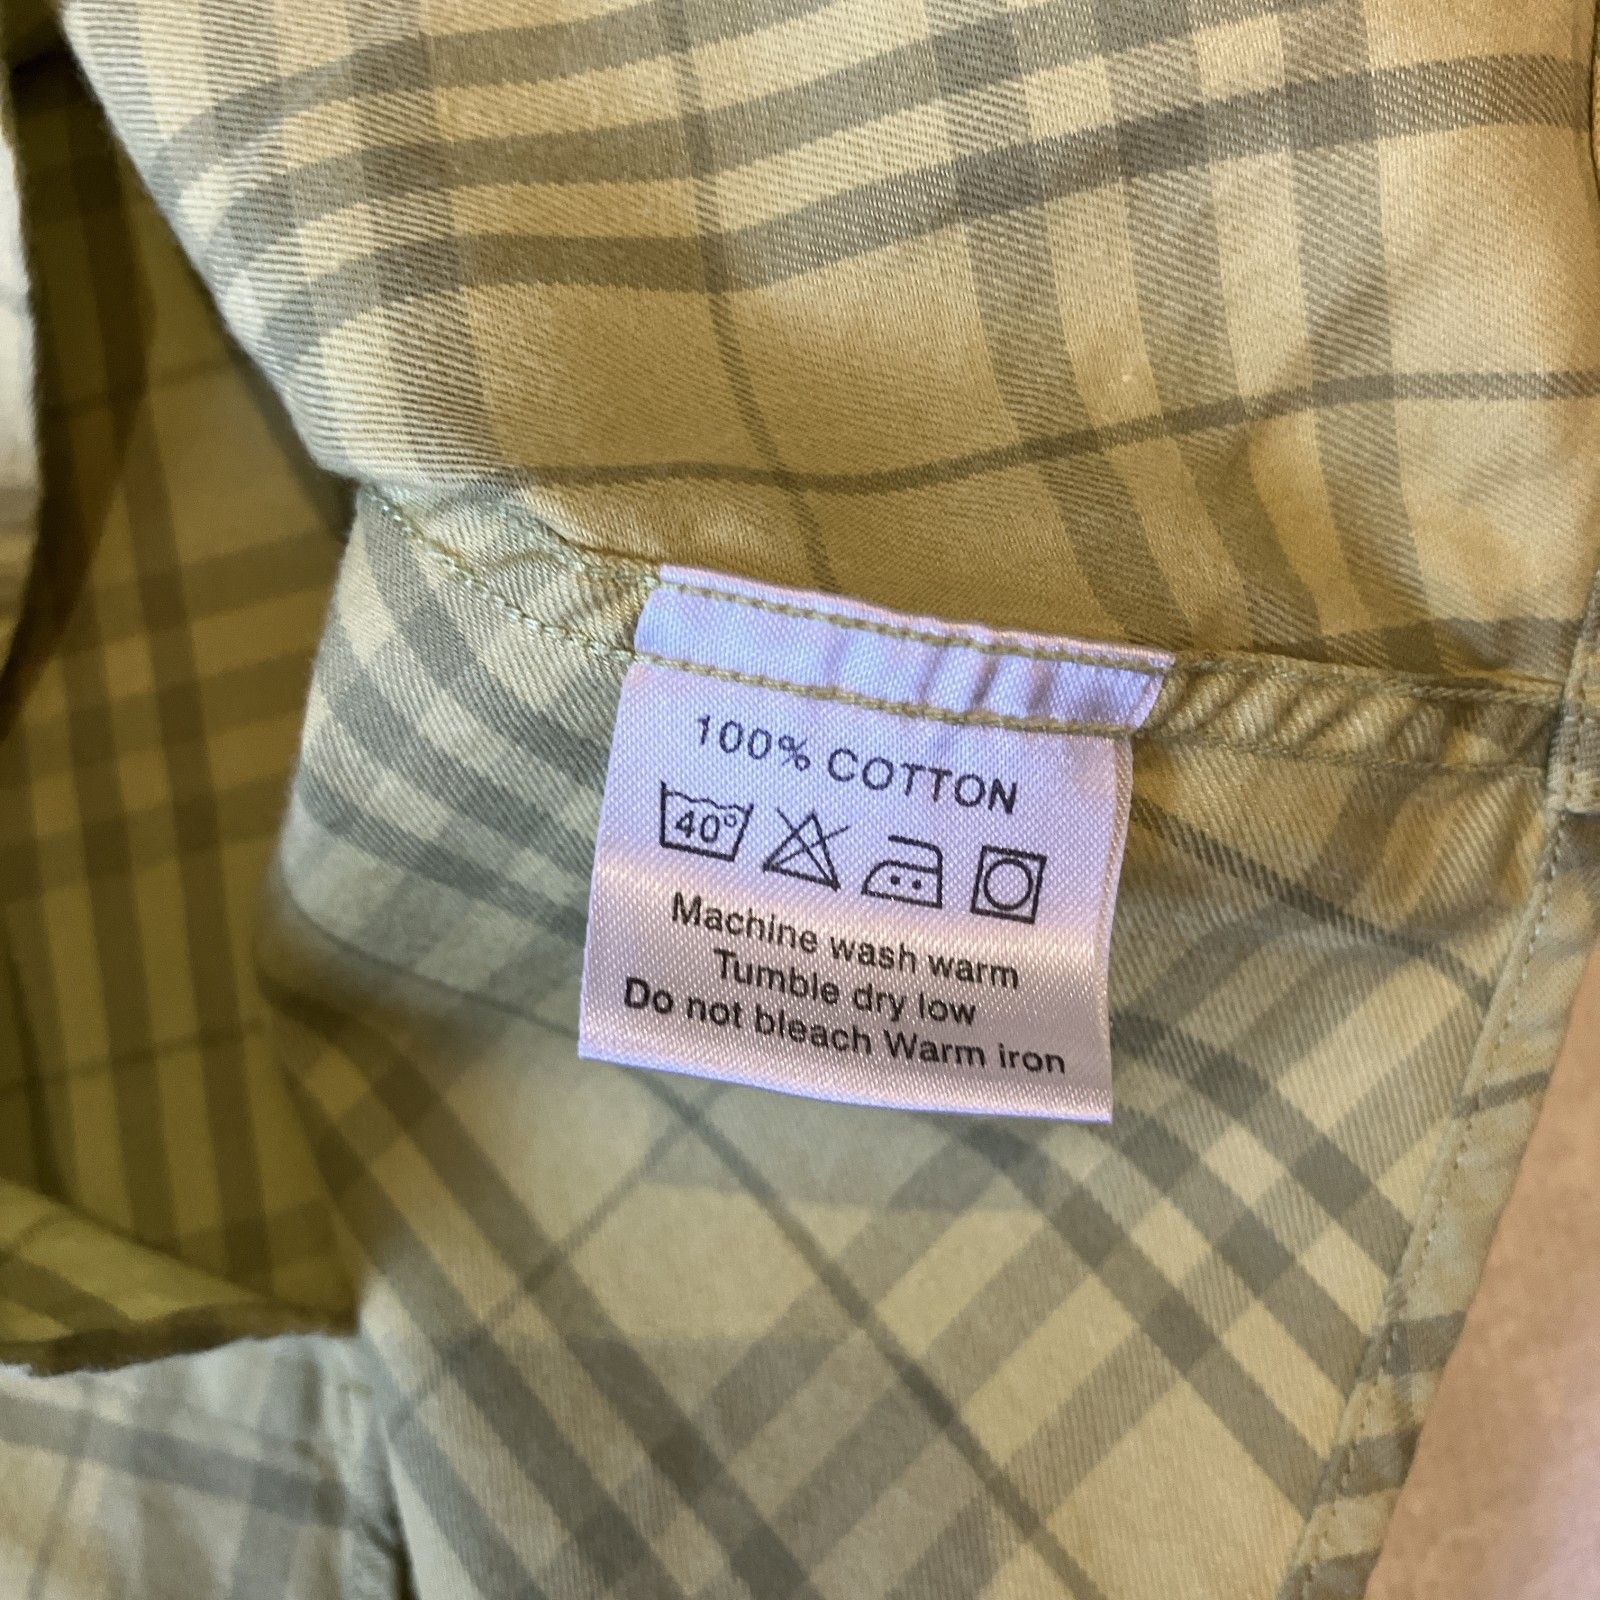 100% COTTON
40°
Machine wash warm
Tumble dry low
Do not bleach Warm iron